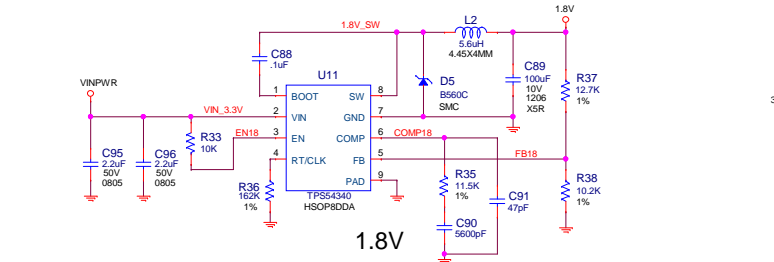 1.8V
1.8V_SW
L2
5.6uH
4.45X4MM
C88
.1uF
U11
D5
B560C
SMC
C89
100uF
10V
1206
X5R
R37
12.7K
1%
3
VINPWR
VIN_3.3V
1 BOOT SW 8
2 VIN GND 7
3 EN COMP 6
4 RT/CLK FB 5
PAD 9
TPS54340
HSOP8DDA
EN18
COMP18
FB18
R33
10K
C95
2.2uF
50V
0805
C96
2.2uF
50V
0805
R36
162K
1%
R35
11.5K
1%
C91
47pF
C90
5600pF
R38
10.2K
1%
1.8V